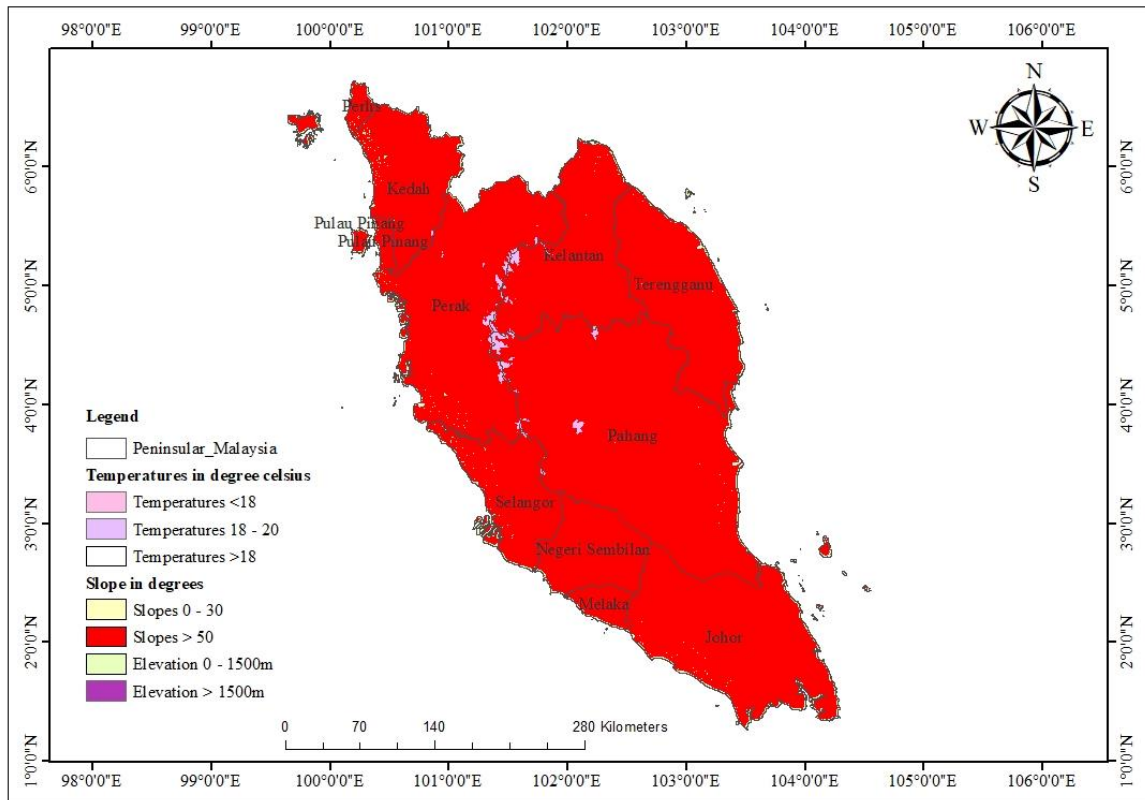 98°0'0"E 99°0'0"E 100°0'0"E 101°0'0"E 102°0'0"E 103°0'0"E 104°0'0"E 105°0'0"E 106°0'0"E
N
W E
S
6°0'0"N 6°0'0"N
5°0'0"N 5°0'0"N
4°0'0"N 4°0'0"N
3°0'0"N 3°0'0"N
2°0'0"N 2°0'0"N
1°0'0"N 1°0'0"N
Perlis
Kedah
Pulau Pinang
Pulau Pinang
Kelantan
Terengganu
Perak
Pahang
Selangor
Negeri Sembilan
Melaka
Johor
Legend
Peninsular_Malaysia
Temperatures in degree celsius
Temperatures <18
Temperatures 18 - 20
Temperatures >18
Slope in degrees
Slopes 0 - 30
Slopes > 50
Elevation 0 - 1500m
Elevation > 1500m
0 70 140 280 Kilometers
98°0'0"E 99°0'0"E 100°0'0"E 101°0'0"E 102°0'0"E 103°0'0"E 104°0'0"E 105°0'0"E 106°0'0"E